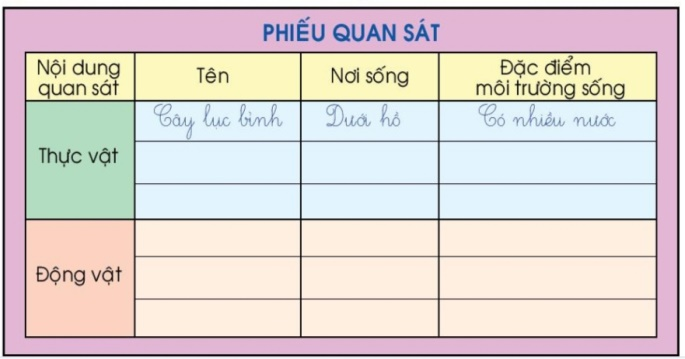 PHIẾU QUAN SÁT
Nội dung quan sát
Tên
Nơi sống
Đặc điểm môi trường sống
Thực vật
Cây lục bình
Dưới hồ
Có nhiều nước
Động vật